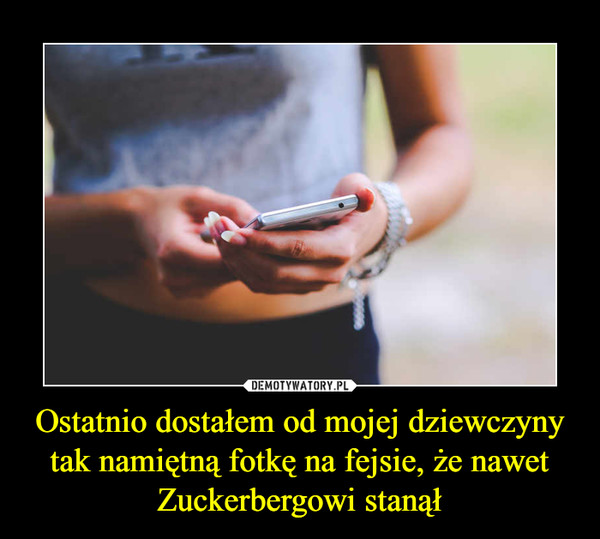 DEMOTYWATORY.PL
Ostatnio dostałem od mojej dziewczyny
tak namiętną fotkę na fejsie, że nawet
Zuckerbergowi stanął